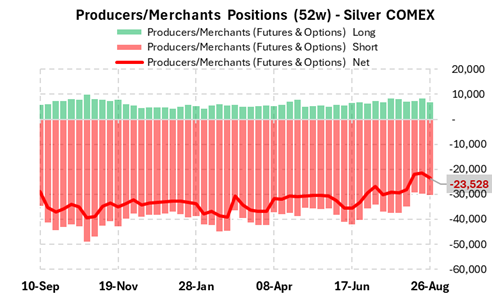 Producers/Merchants Positions (52w) - Silver COMEX
Producers/Merchants (Futures & Options) Long
Producers/Merchants (Futures & Options) Short
Producers/Merchants (Futures & Options) Net
20,000
10,000
-
-10,000
-20,000
-23,528
-30,000
-40,000
-50,000
-60,000
10-Sep 19-Nov 28-Jan 08-Apr 17-Jun 26-Aug